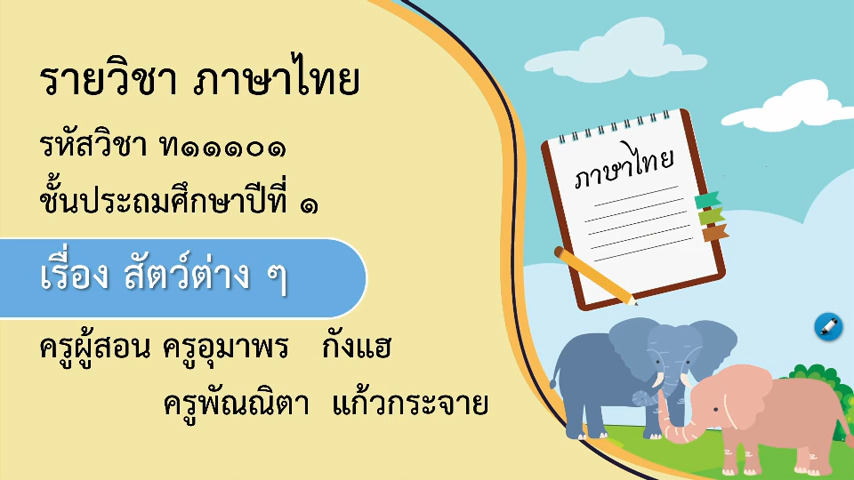 รายวิชา ภาษาไทย
รหัสวิชา ท๑๑๑๐๑
ชั้นประถมศึกษาปีที่ ๑
เรื่อง สัตว์ต่าง ๆ
ครูผู้สอน ครูอุมาพร กังแฮ
ครูพัณณิตา แก้วกระจาย
ภาษาไทย